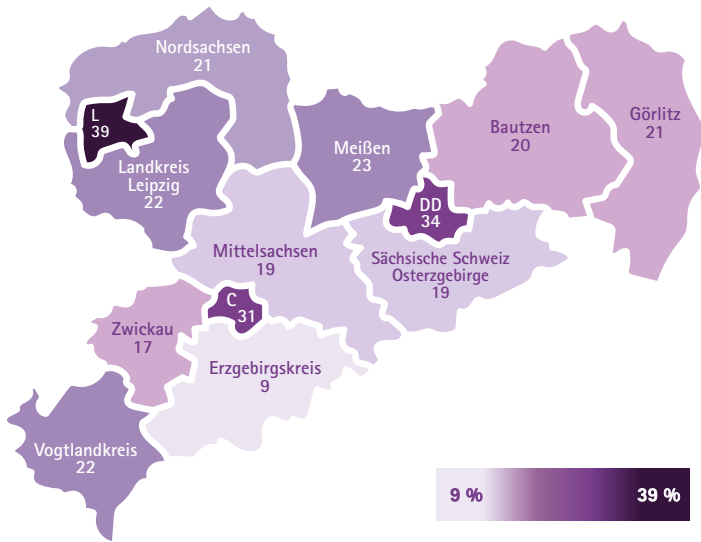 Nordsachsen
21
L
39
Landkreis
Leipzig
22
Meißen
23
Bautzen
20
Görlitz
21
DD
34
Mittelsachsen
19
Sächsische Schweiz
Osterzgebirge
19
C
31
Zwickau
17
Erzgebirgskreis
9
Vogtlandkreis
22
9 % 39 %